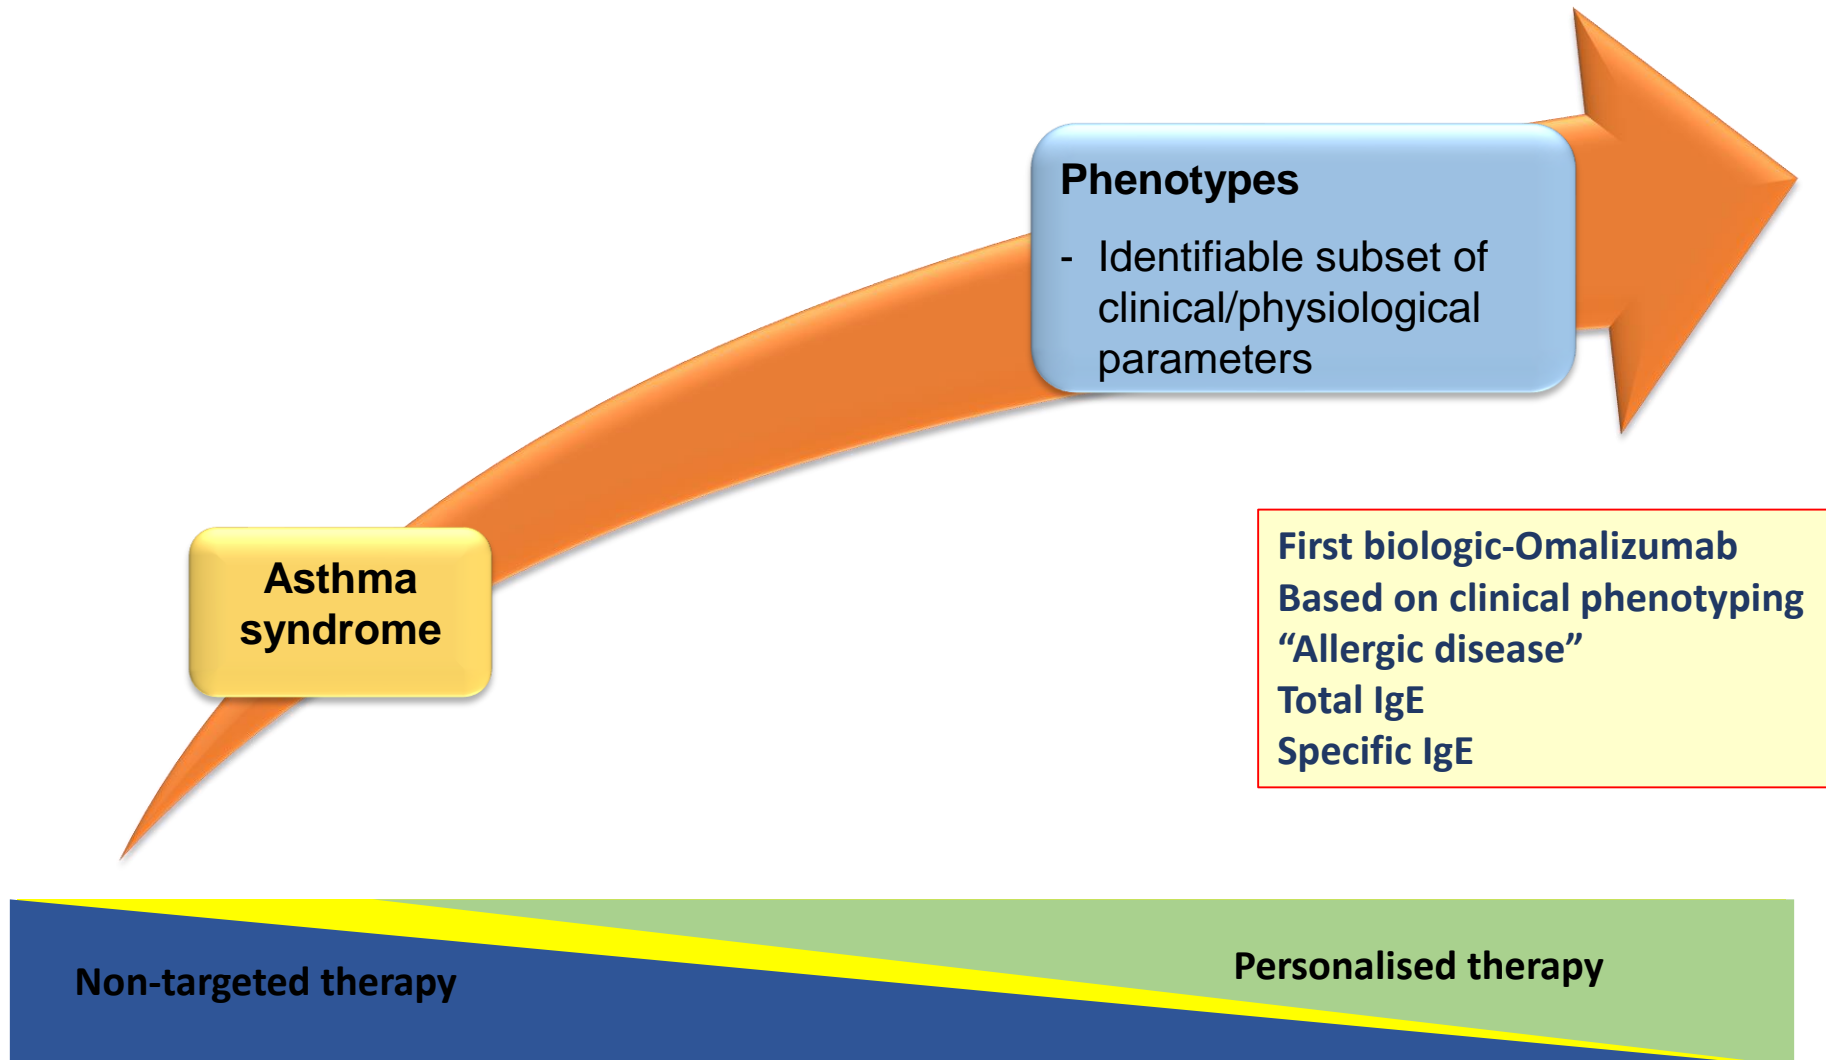 Phenotypes
- Identifiable subset of
clinical/physiological
parameters
Asthma
syndrome
First biologic-Omalizumab
Based on clinical phenotyping
“Allergic disease”
Total IgE
Specific IgE
Non-targeted therapy
Personalised therapy